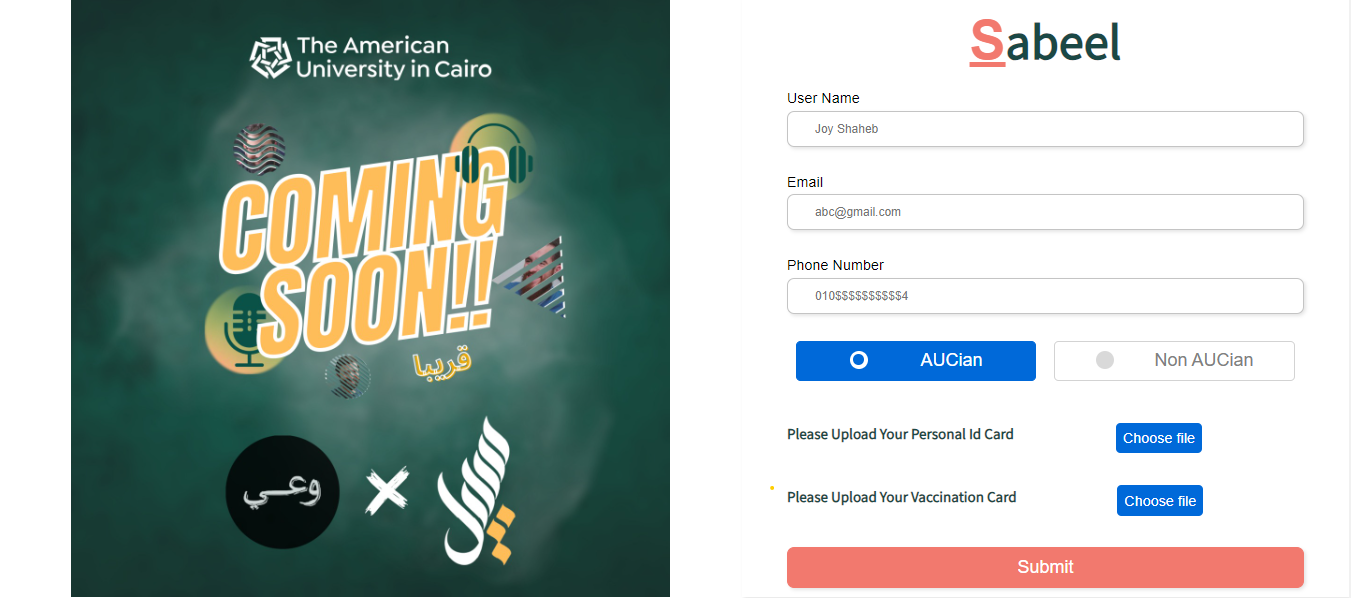 The American
University in Cairo
COMING
SOON!!
قريبا
وعي
X
سبيل
Sabeel
User Name
Joy Shaheb
Email
abc@gmail.com
Phone Number
010$$$$$$$$$$4
AUCian
Non AUCian
Please Upload Your Personal Id Card
Choose file
Please Upload Your Vaccination Card
Choose file
Submit